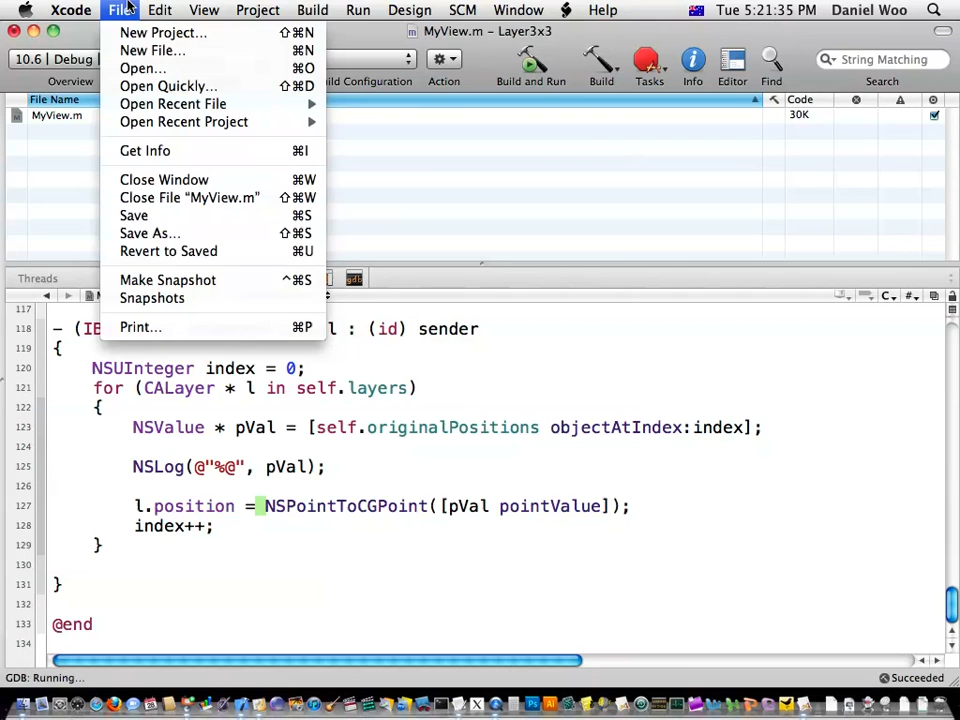 Xcode File Edit View Project Build Run Design SCM Window Help Tue 5:21:35 PM Daniel Woo
MyView.m - Layer3x3
10.6 | Debug
String Matching
Overview Build Configuration Action Build and Run Build Tasks Info Editor Find Search
File Name Code
MyView.m 30K
New Project... ⇧⌘N
New File... ⌘N
Open... ⌘O
Open Quickly... ⇧⌘D
Open Recent File ▶
Open Recent Project ▶
Get Info ⌘I
Close Window ⌘W
Close File “MyView.m” ⇧⌘W
Save ⌘S
Save As... ⇧⌘S
Revert to Saved ⌘U
Make Snapshot ^⌘S
Snapshots
Print... ⌘P
Threads
117
118 - (IB l : (id) sender
119 {
120 NSUInteger index = 0;
121 for (CALayer * l in self.layers)
122 {
123 NSValue * pVal = [self.originalPositions objectAtIndex:index];
124
125 NSLog(@"%@", pVal);
126
127 l.position = NSPointToCGPoint([pVal pointValue]);
128 index++;
129 }
130
131 }
132
133 @end
134
GDB: Running... Succeeded